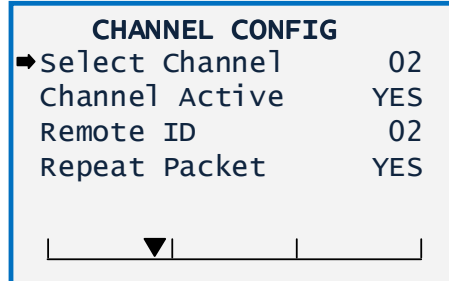 CHANNEL CONFIG
Select Channel 02
Channel Active YES
Remote ID 02
Repeat Packet YES